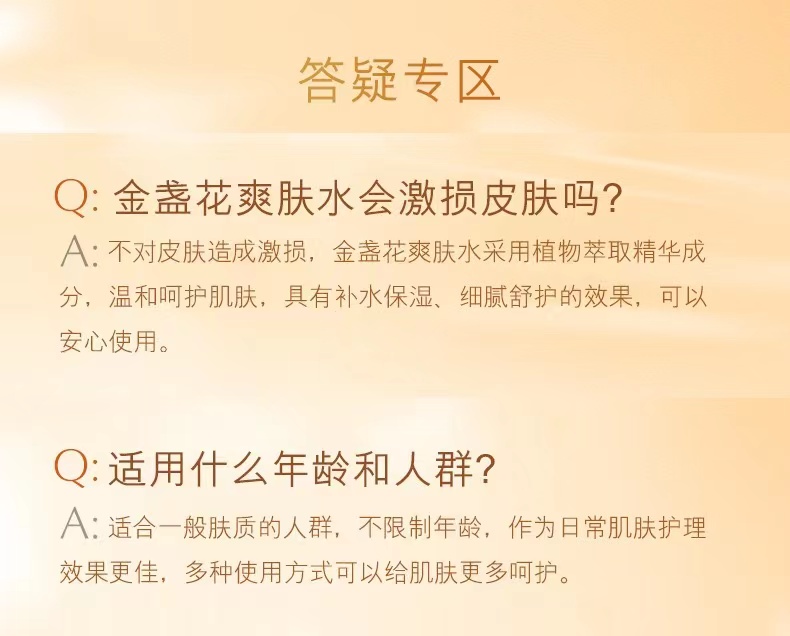 答疑专区
Q: 金盏花爽肤水会激损皮肤吗?
A: 不对皮肤造成激损，金盏花爽肤水采用植物萃取精华成
分，温和呵护肌肤，具有补水保湿、细腻舒护的效果，可以
安心使用。
Q: 适用什么年龄和人群?
A: 适合一般肤质的人群，不限制年龄，作为日常肌肤护理
效果更佳，多种使用方式可以给肌肤更多呵护。